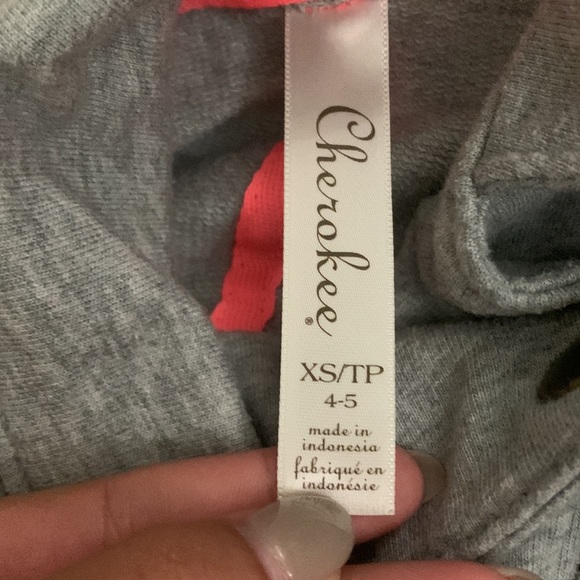 Cherokee®
XS/TP
4-5
made in
indonesia
fabriqué en
indonésie